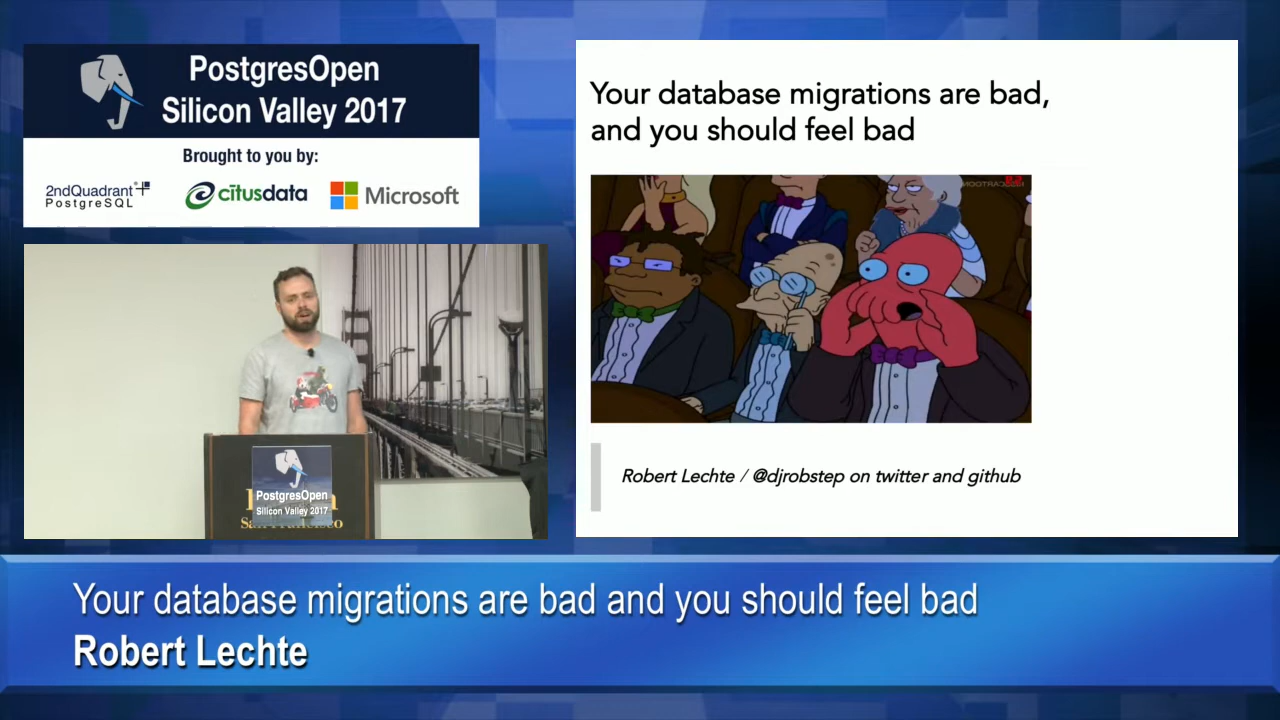 PostgresOpen
Silicon Valley 2017
Brought to you by:
2ndQuadrant
PostgreSQL
citusdata
Microsoft
Your database migrations are bad,
and you should feel bad
Robert Lechte / @djrobstep on twitter and github
PostgresOpen
Silicon Valley 2017
Your database migrations are bad and you should feel bad
Robert Lechte